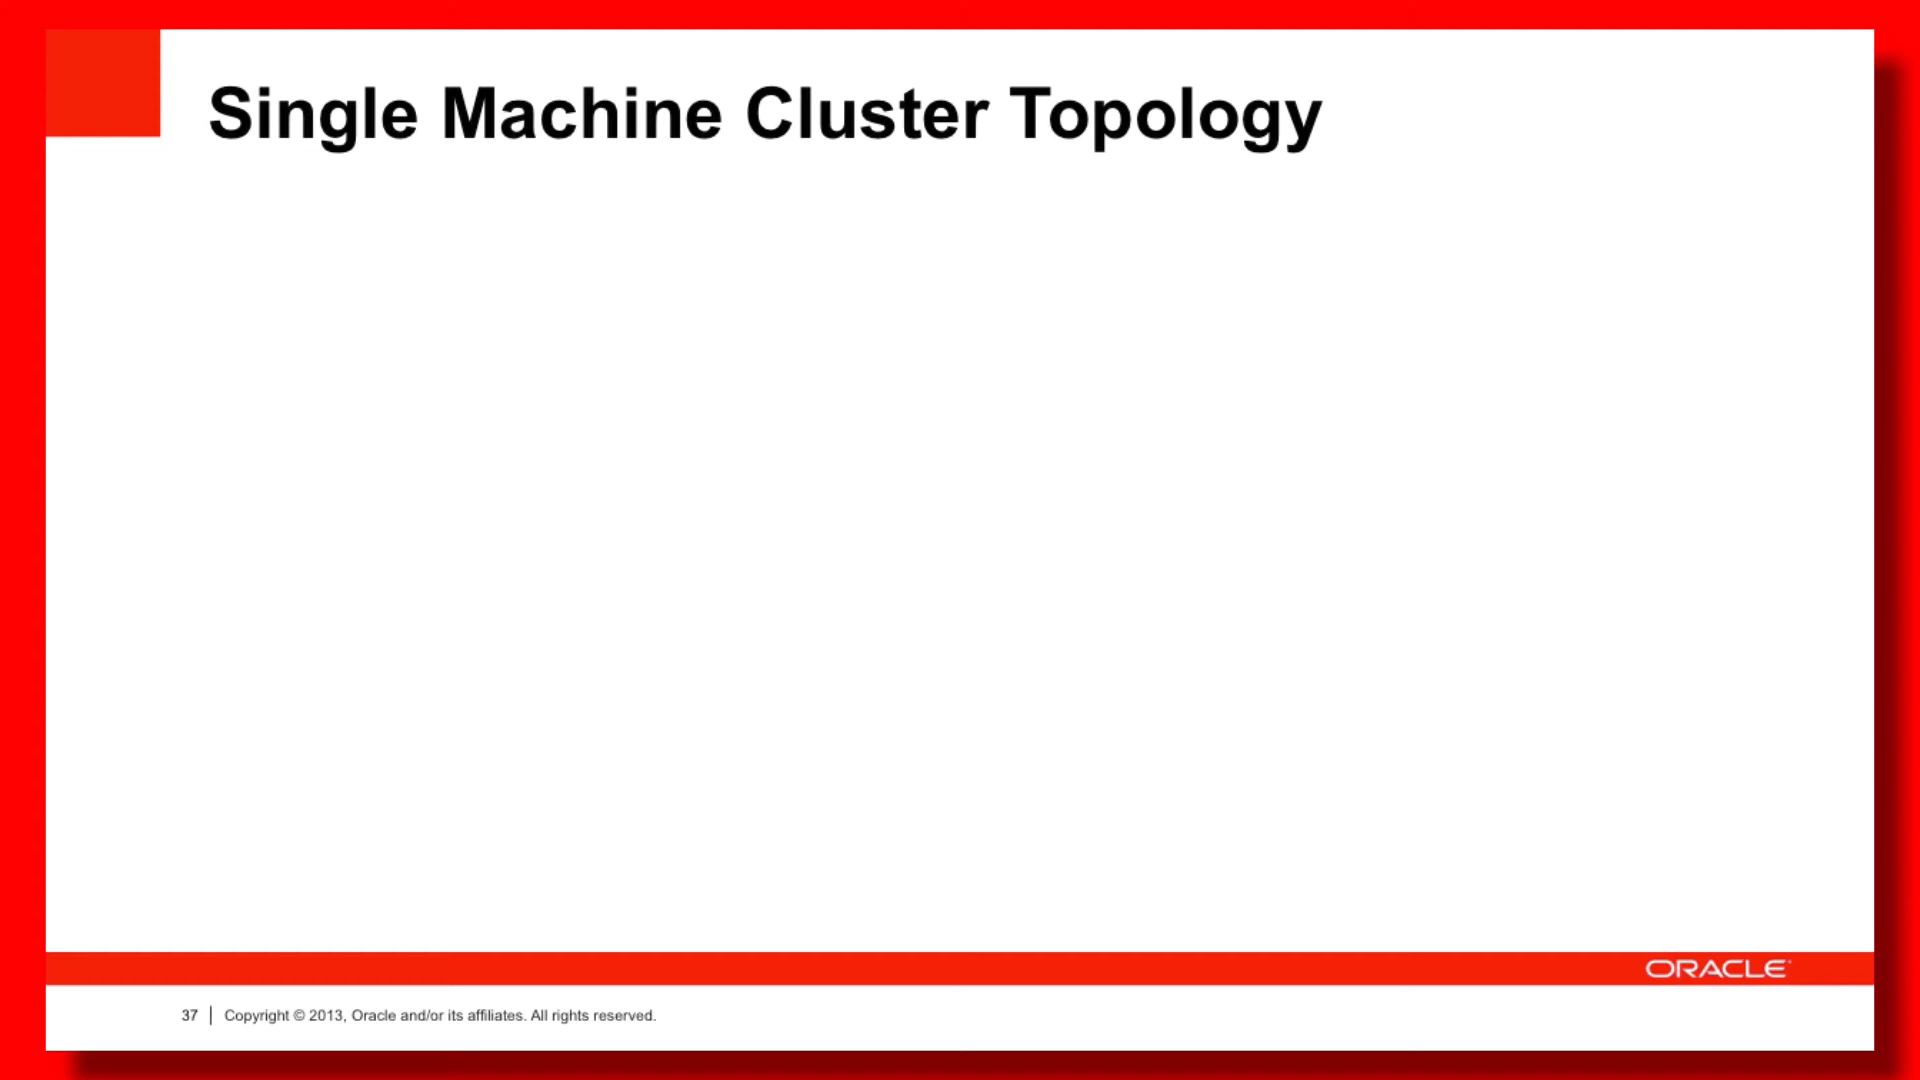 Single Machine Cluster Topology
ORACLE
37 | Copyright © 2013, Oracle and/or its affiliates. All rights reserved.